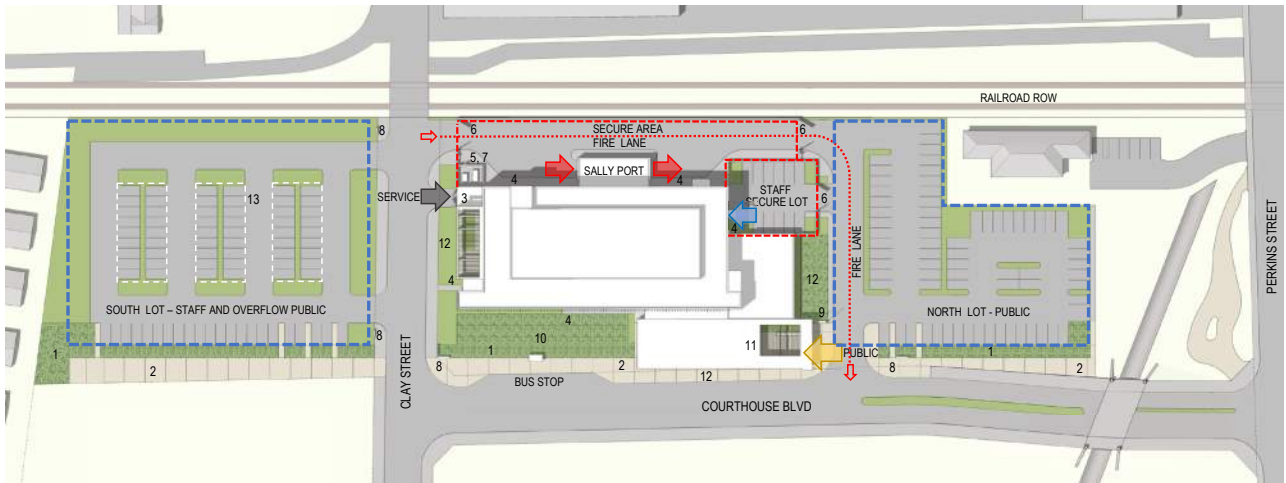 RAILROAD ROW
8
6
SECURE AREA
6
FIRE LANE
5, 7
4
SALLY PORT
4
STAFF
SECURE LOT
6
13
SERVICE
3
4
12
12
4
FIRE LANE
PERKINS STREET
SOUTH LOT – STAFF AND OVERFLOW PUBLIC
4
9
NORTH LOT - PUBLIC
8
10
11
PUBLIC
1
1
1
2
CLAY STREET
8
2
12
8
2
BUS STOP
COURTHOUSE BLVD